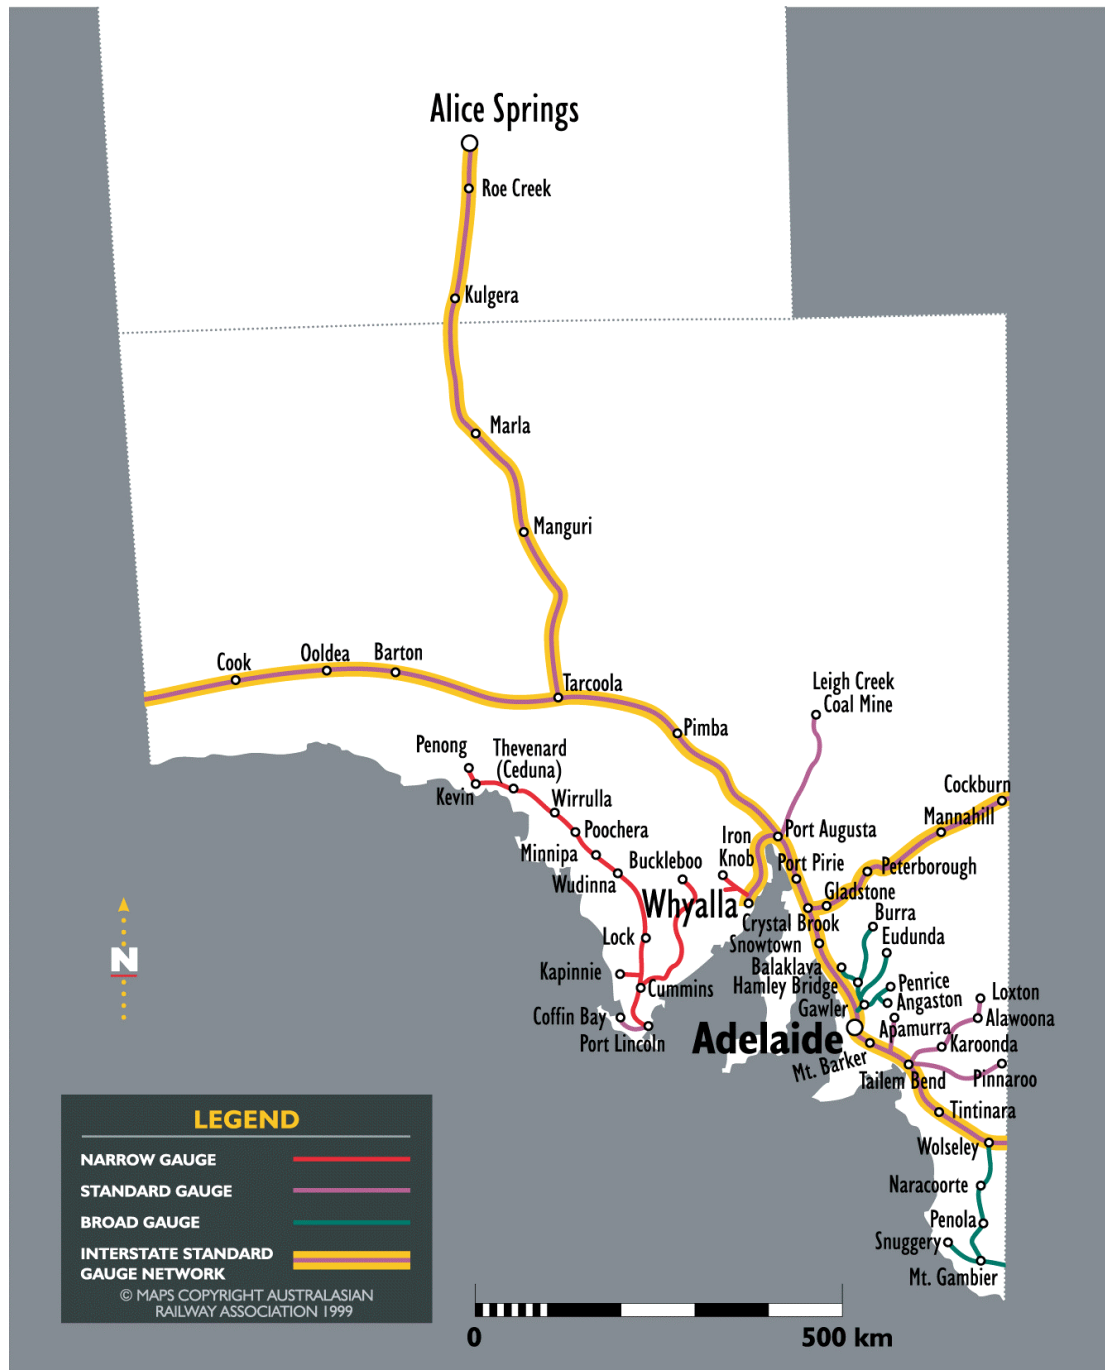 Alice Springs
Roe Creek
Kulgera
Marla
Manguri
Cook
Ooldea
Barton
Tarcoola
Pimba
Leigh Creek
Coal Mine
Penong
Kevin
Thevenard
(Ceduna)
Wirrulla
Poochera
Minnipa
Wudinna
Buckleboo
Iron
Knob
Port Augusta
Cockburn
Mannahill
Port Pirie
Peterborough
Whyalla
Gladstone
Crystal Brook
Burra
Snowtown
Eudunda
Lock
Balaklava
Kapinnie
Hamley Bridge
Penrice
Cummins
Gawler
Angaston
Loxton
Coffin Bay
Apamurra
Alawoona
Port Lincoln
Adelaide
Karoonda
Mt. Barker
Tailem Bend
Pinnaroo
Tintinara
Wolseley
Naracoorte
Penola
Snuggery
Mt. Gambier
N
LEGEND
NARROW GAUGE
STANDARD GAUGE
BROAD GAUGE
INTERSTATE STANDARD
GAUGE NETWORK
© MAPS COPYRIGHT AUSTRALASIAN
RAILWAY ASSOCIATION 1999
0
500 km